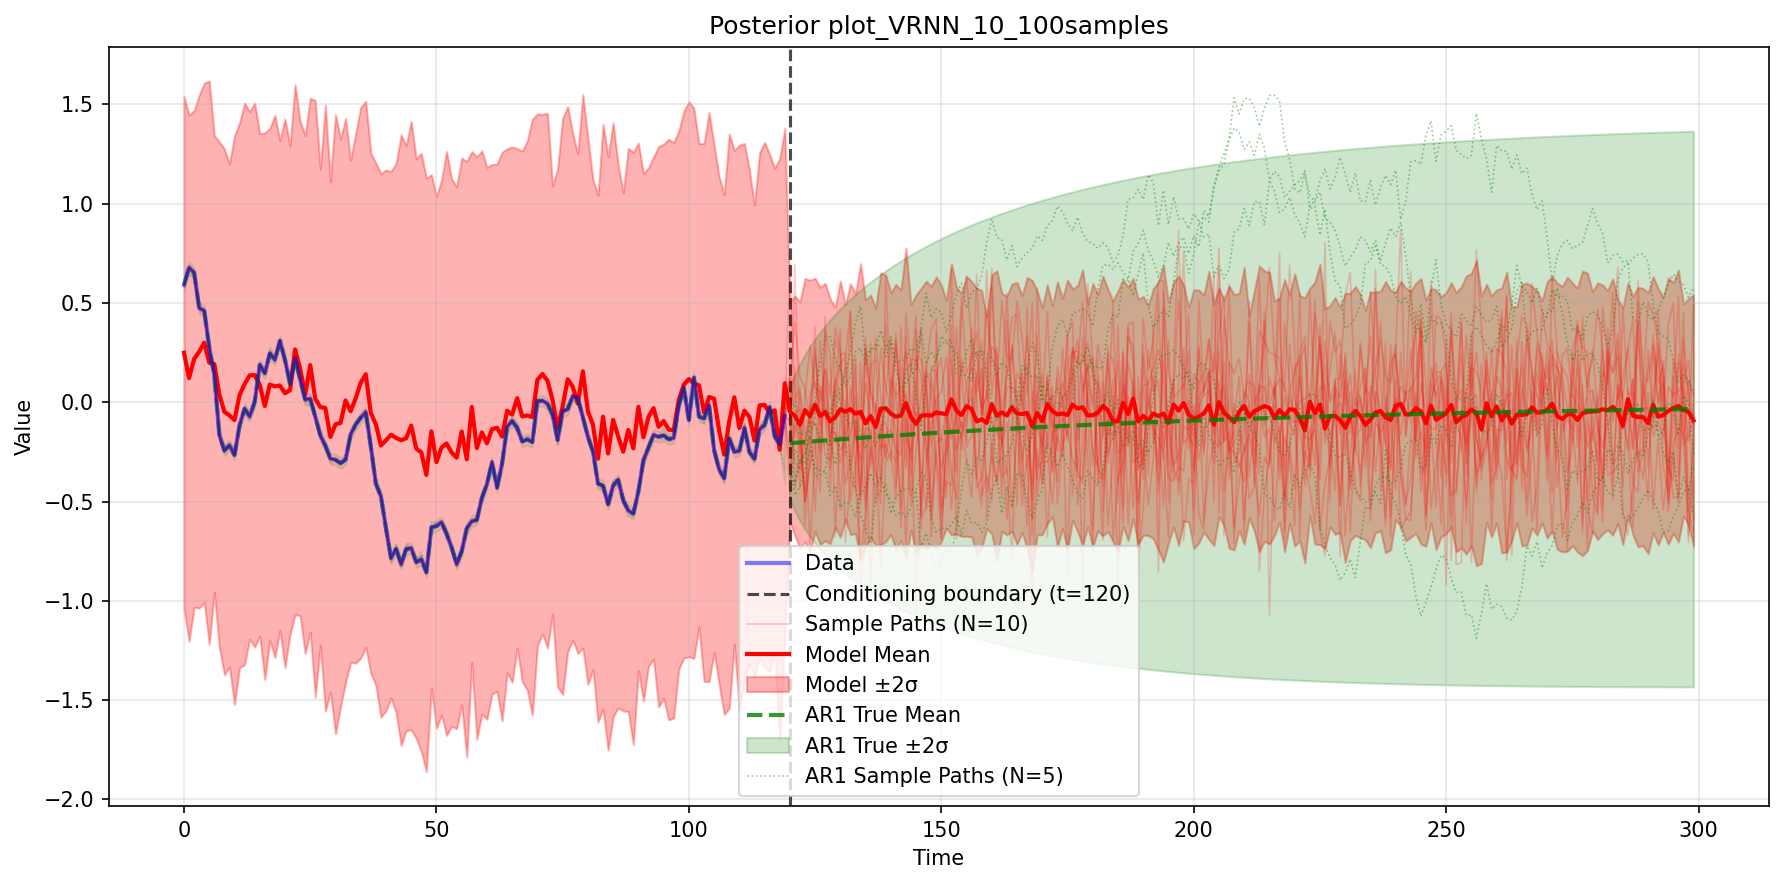 Posterior plot_VRNN_10_100samples
Value
1.5
1.0
0.5
0.0
−0.5
−1.0
−1.5
−2.0
Data
Conditioning boundary (t=120)
Sample Paths (N=10)
Model Mean
Model ±2σ
AR1 True Mean
AR1 True ±2σ
AR1 Sample Paths (N=5)
0 50 100 150 200 250 300
Time